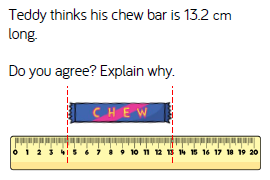 Teddy thinks his chew bar is 13.2 cm
long.
Do you agree? Explain why.
CHEW
0 1 2 3 4 5 6 7 8 9 10 11 12 13 14 15 16 17 18 19 20